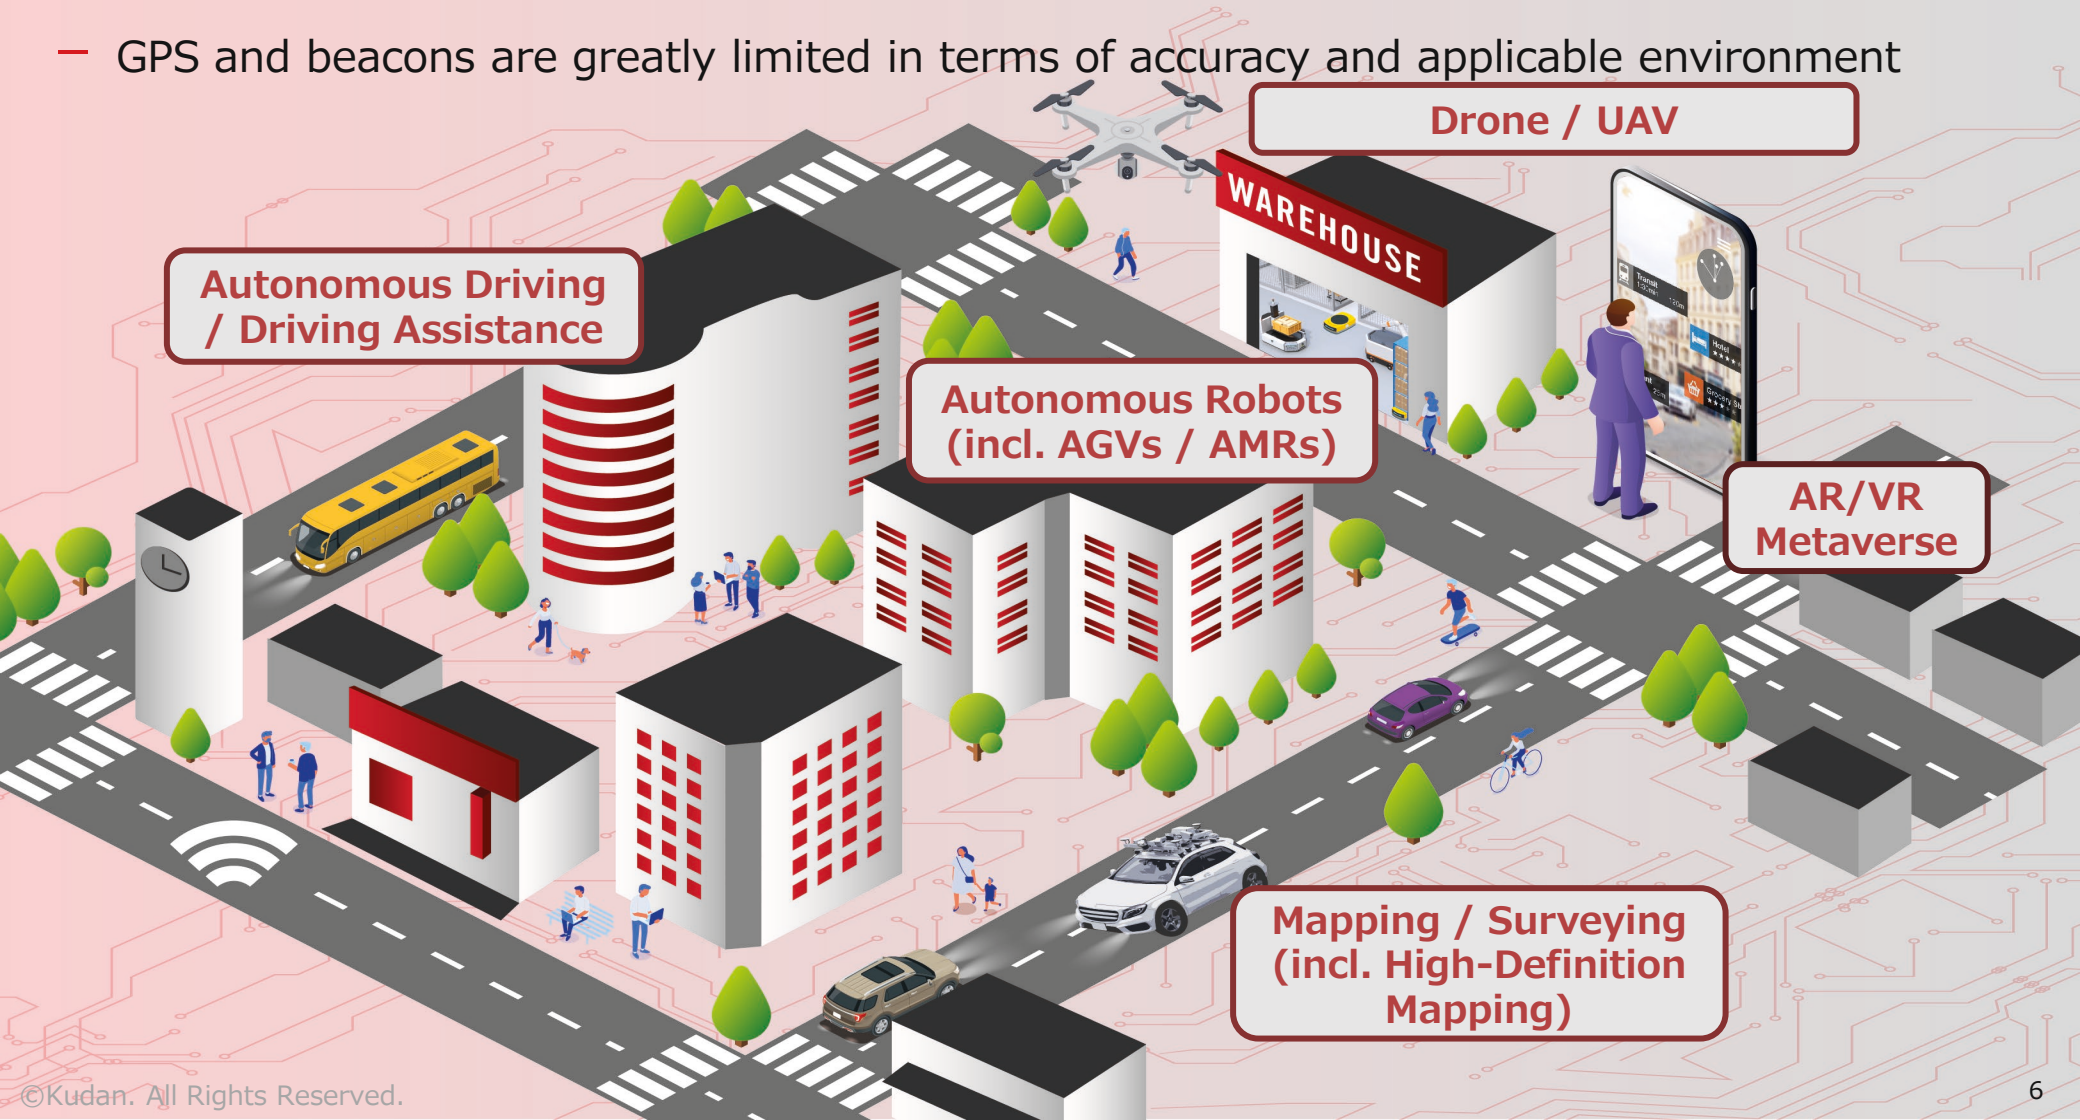 GPS and beacons are greatly limited in terms of accuracy and applicable environment
Drone / UAV
WAREHOUSE
Autonomous Driving
/ Driving Assistance
Transit
Hotel
Autonomous Robots
(incl. AGVs / AMRs)
AR/VR
Metaverse
Mapping / Surveying
(incl. High-Definition
Mapping)
©Kudan. All Rights Reserved.
6